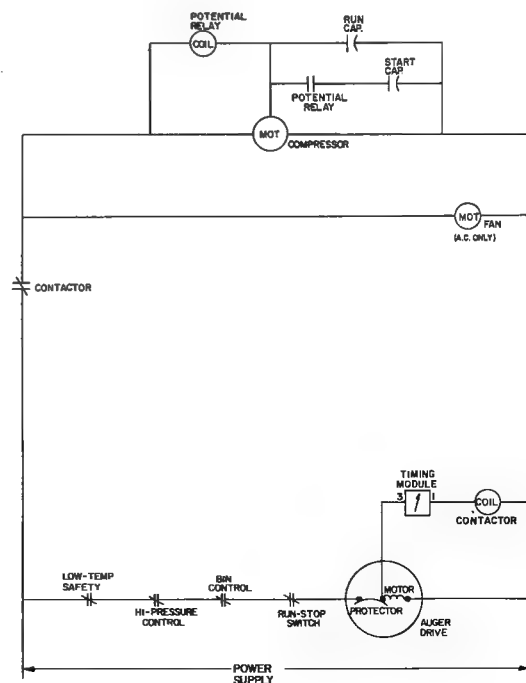 POTENTIAL
RELAY
COIL
RUN
CAP.
START
CAP.
POTENTIAL
RELAY
MOT
COMPRESSOR
MOT
FAN
(A.C. ONLY)
CONTACTOR
TIMING
MODULE
3
1
COIL
CONTACTOR
LOW-TEMP
SAFETY
HI-PRESSURE
CONTROL
BIN
CONTROL
RUN-STOP
SWITCH
MOTOR
PROTECTOR
AUGER
DRIVE
POWER
SUPPLY